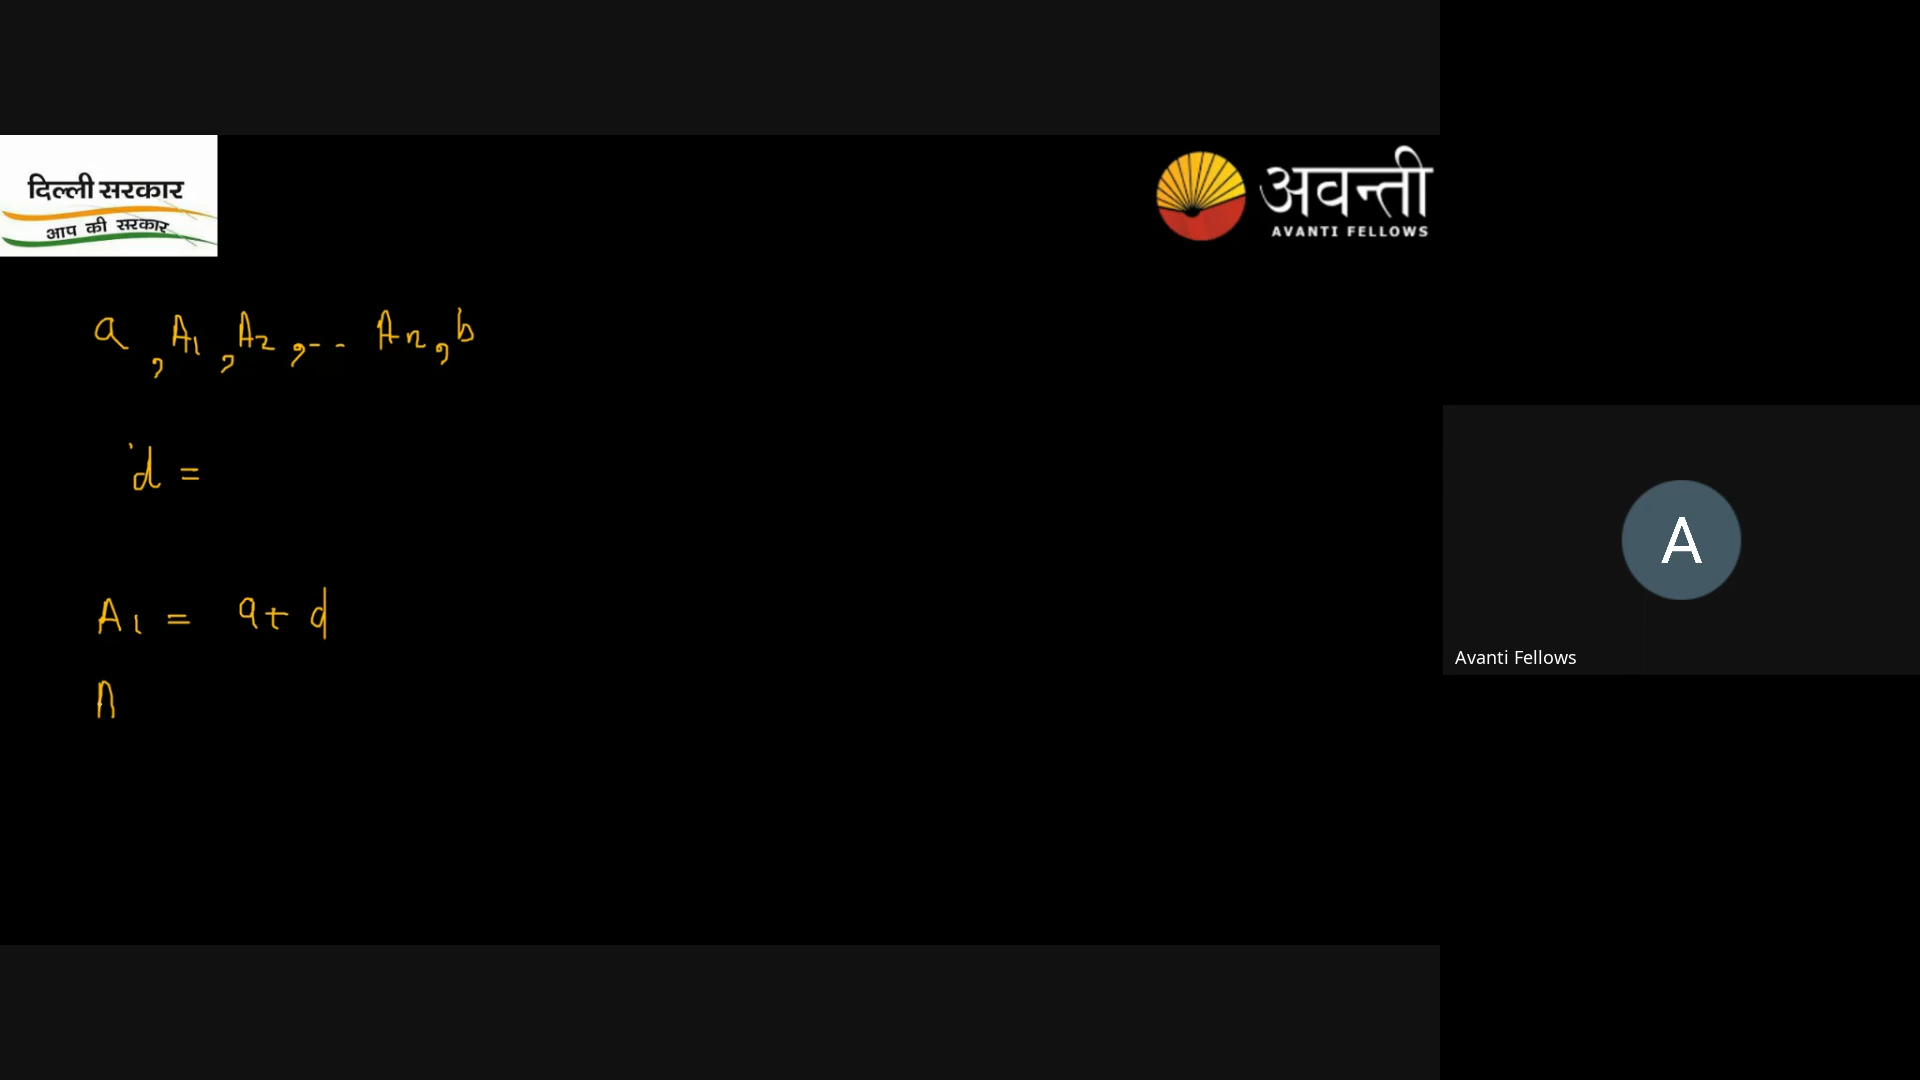 दिल्ली सरकार
आप की सरकार
अवन्ती
AVANTI FELLOWS
a, A1, A2, -- An, b
d =
A1 = a+ d
A
Avanti Fellows